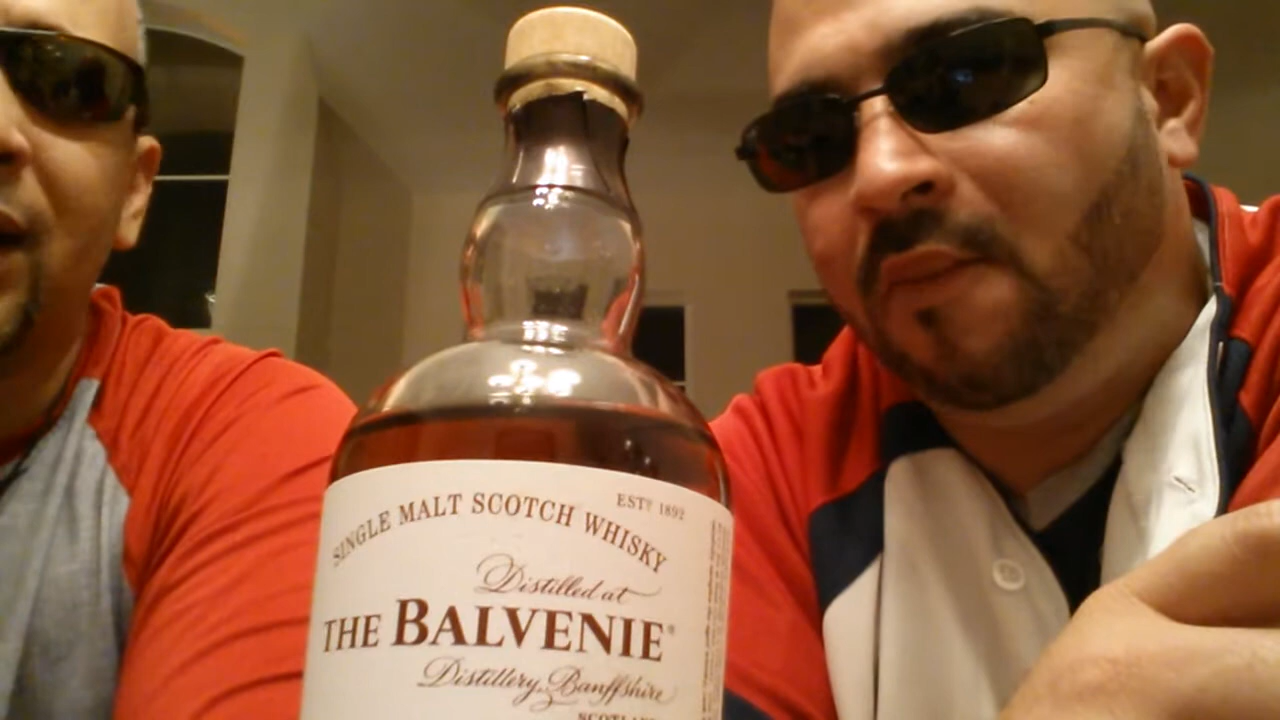 ESTD 1892
SINGLE MALT SCOTCH WHISKY
Distilled at
THE BALVENIE®
Distillery, Banffshire